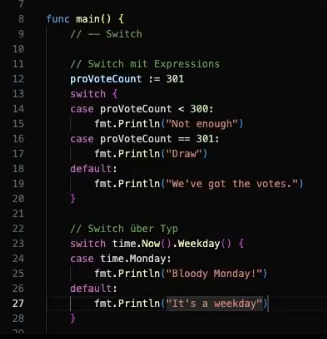 7
8 func main() {
9 // –– Switch
10
11 // Switch mit Expressions
12 proVoteCount := 301
13 switch {
14 case proVoteCount < 300:
15 fmt.Println("Not enough")
16 case proVoteCount == 301:
17 fmt.Println("Draw")
18 default:
19 fmt.Println("We've got the votes.")
20 }
21
22 // Switch über Typ
23 switch time.Now().Weekday() {
24 case time.Monday:
25 fmt.Println("Bloody Monday!")
26 default:
27 fmt.Println("It's a weekday")
28 }
29